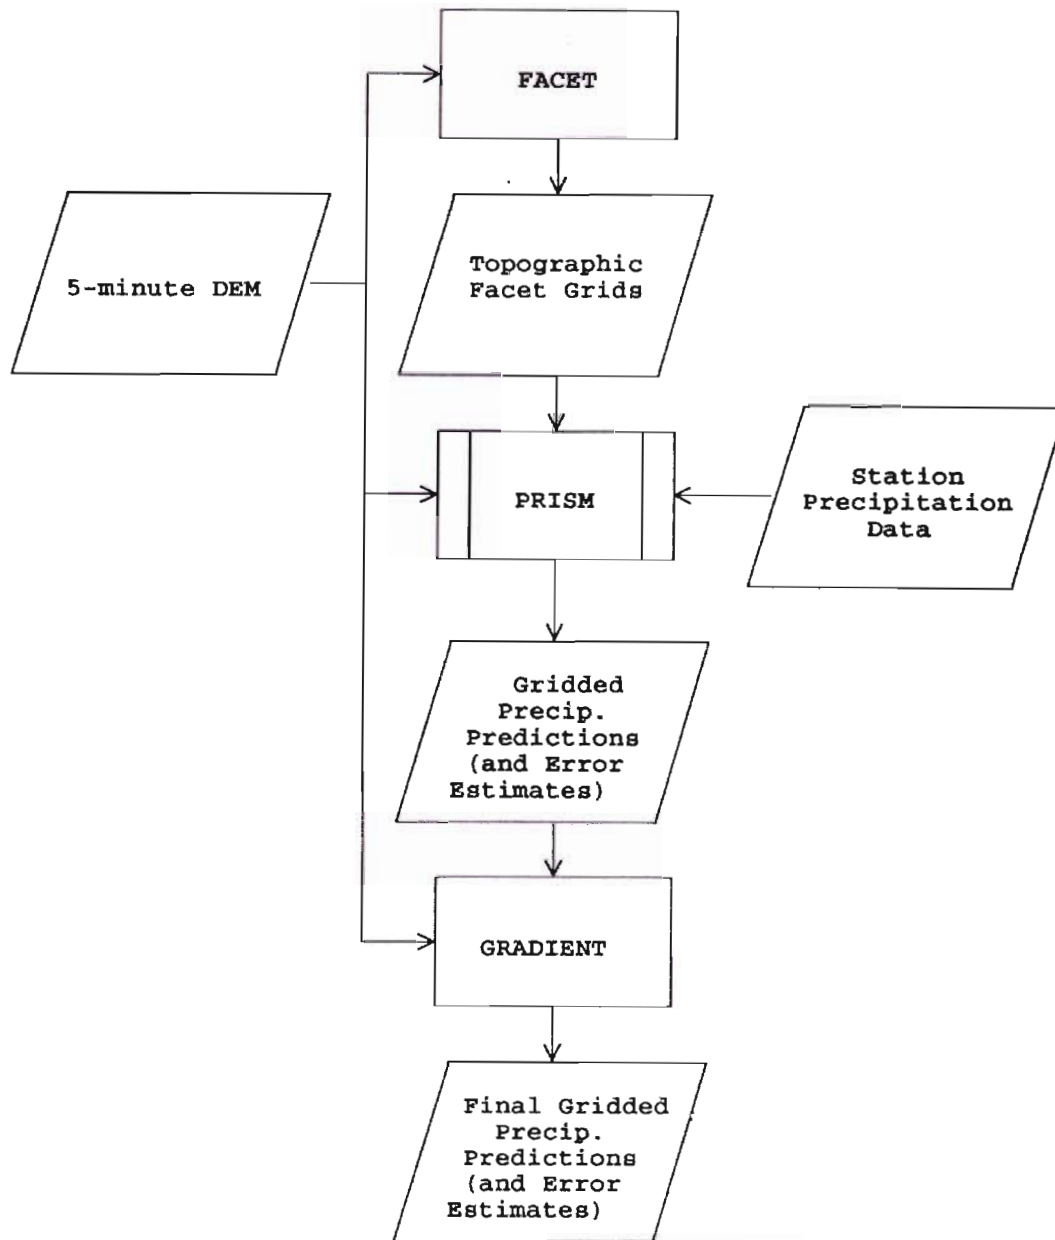 FACET
5-minute DEM
Topographic
Facet Grids
PRISM
Station
Precipitation
Data
Gridded
Precip.
Predictions
(and Error
Estimates)
GRADIENT
Final Gridded
Precip.
Predictions
(and Error
Estimates)